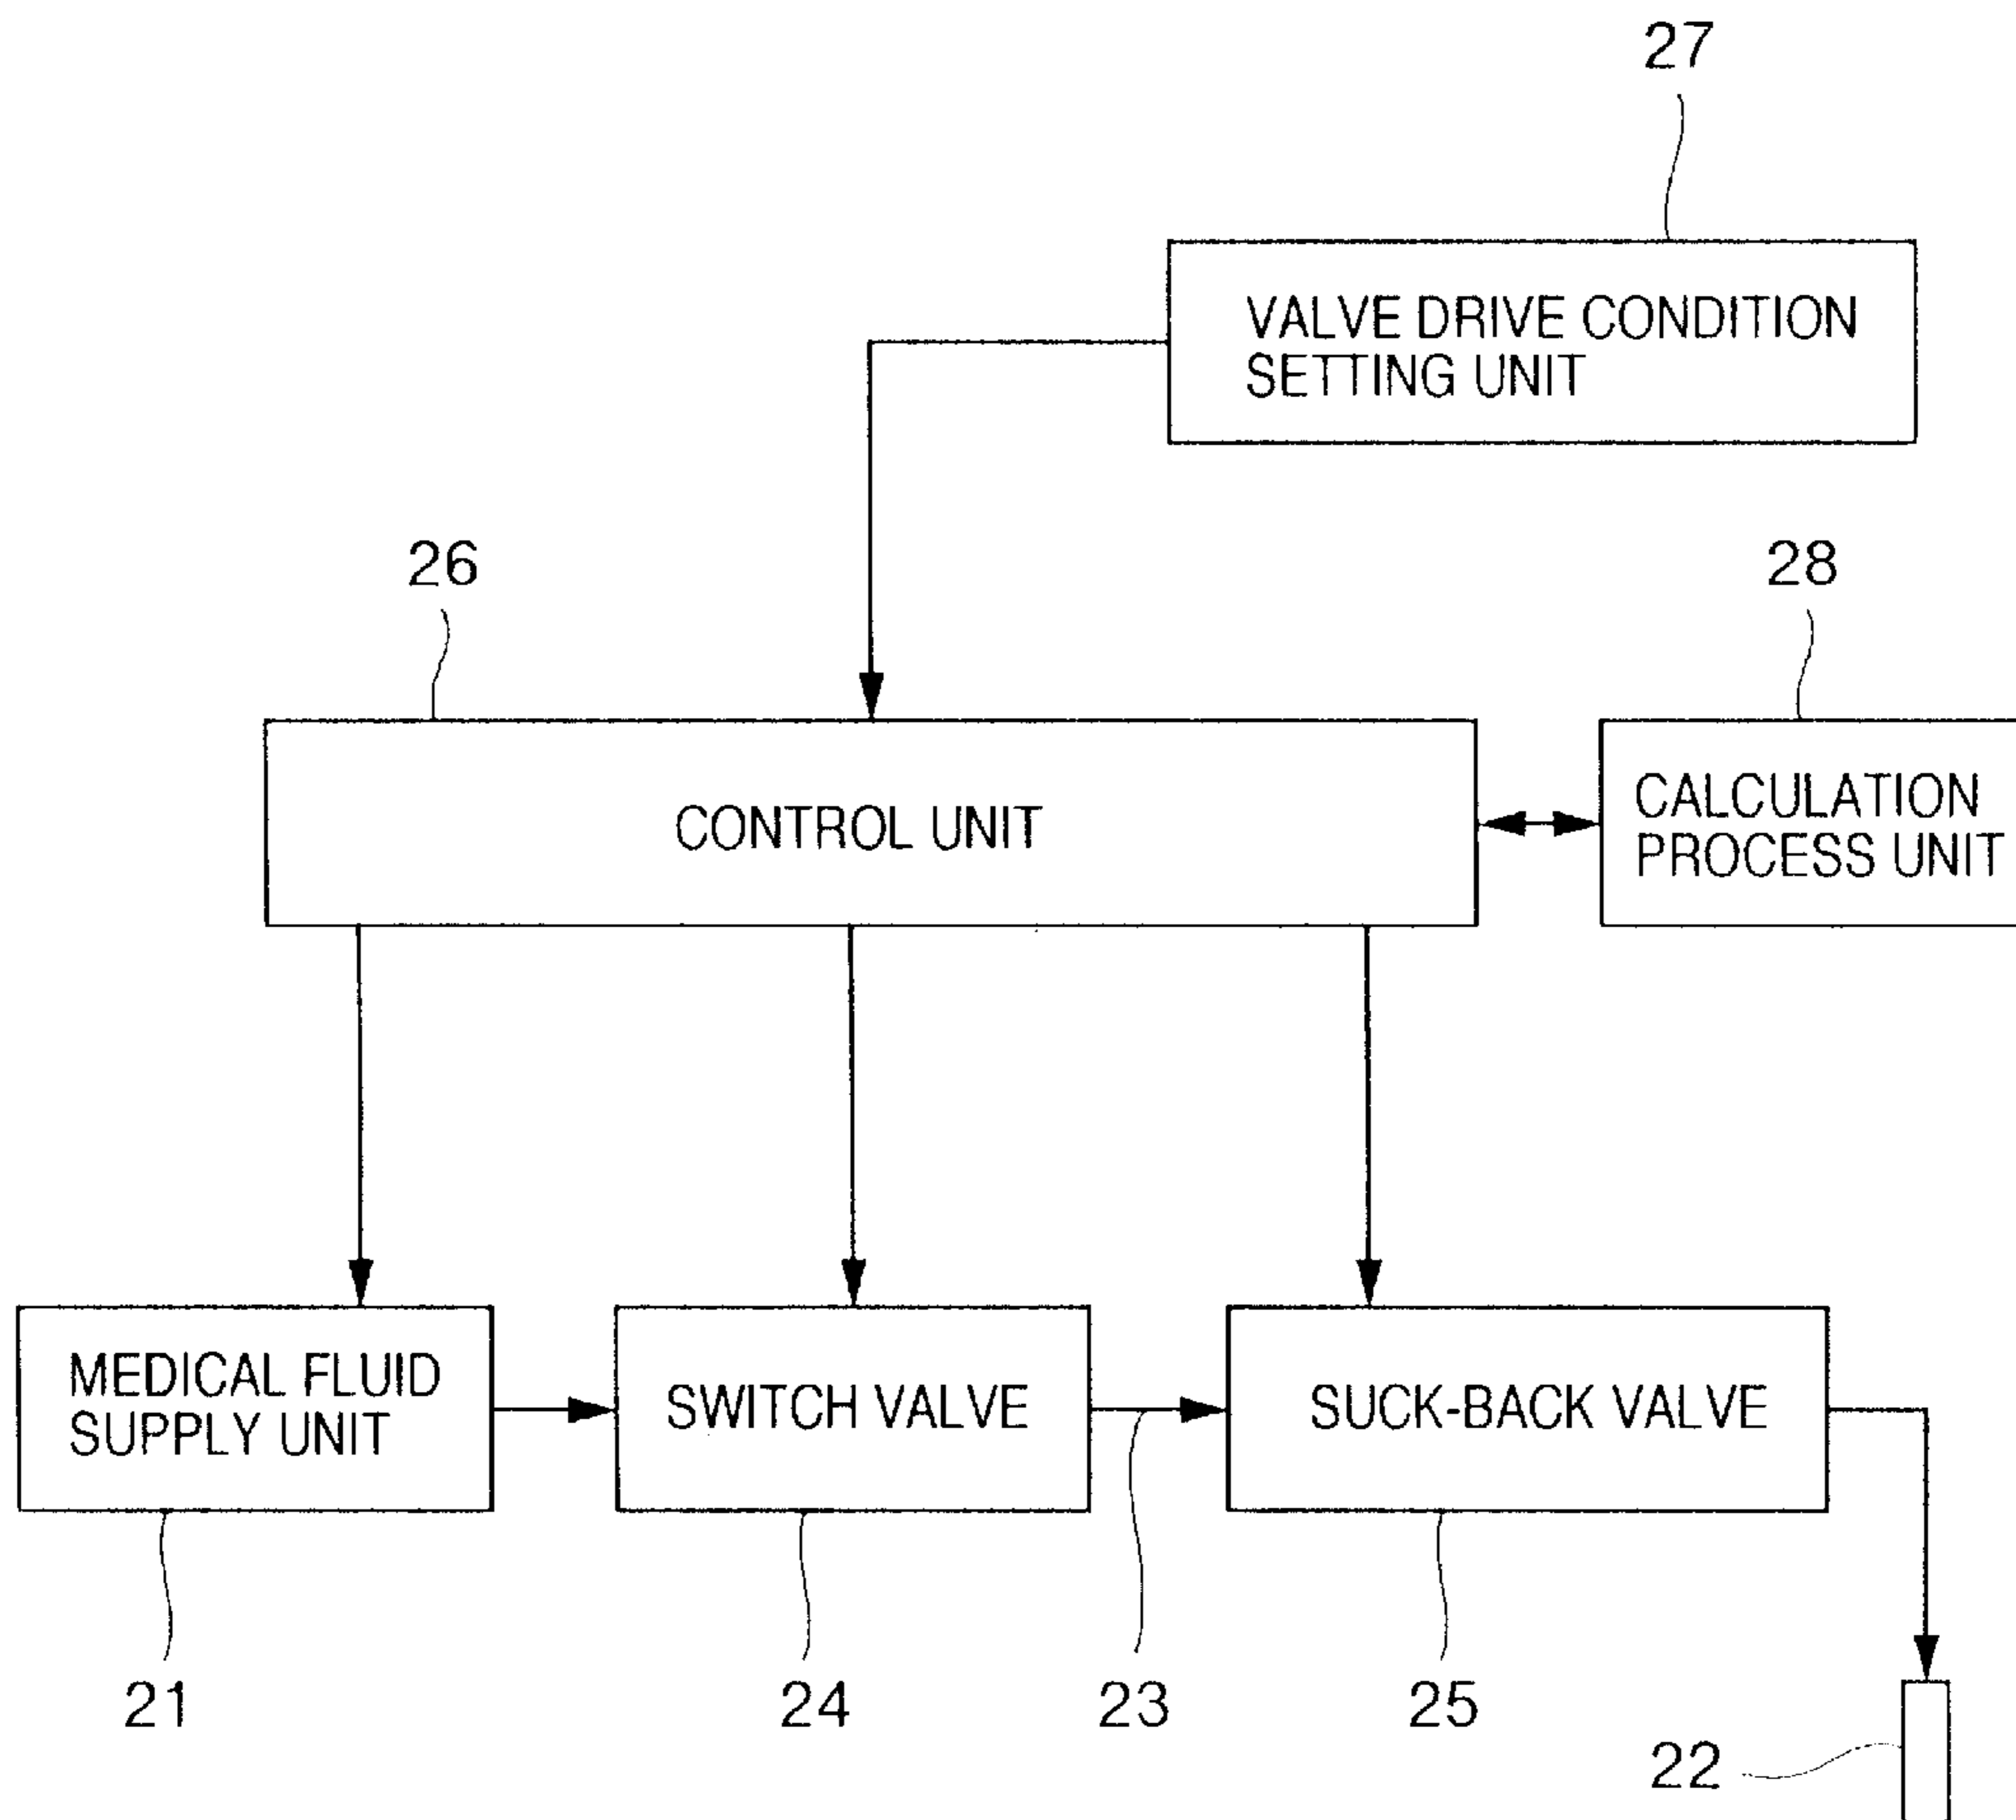 27
VALVE DRIVE CONDITION
SETTING UNIT
26
28
CONTROL UNIT
CALCULATION
PROCESS UNIT
MEDICAL FLUID
SUPPLY UNIT
SWITCH VALVE
SUCK-BACK VALVE
21
24
23
25
22